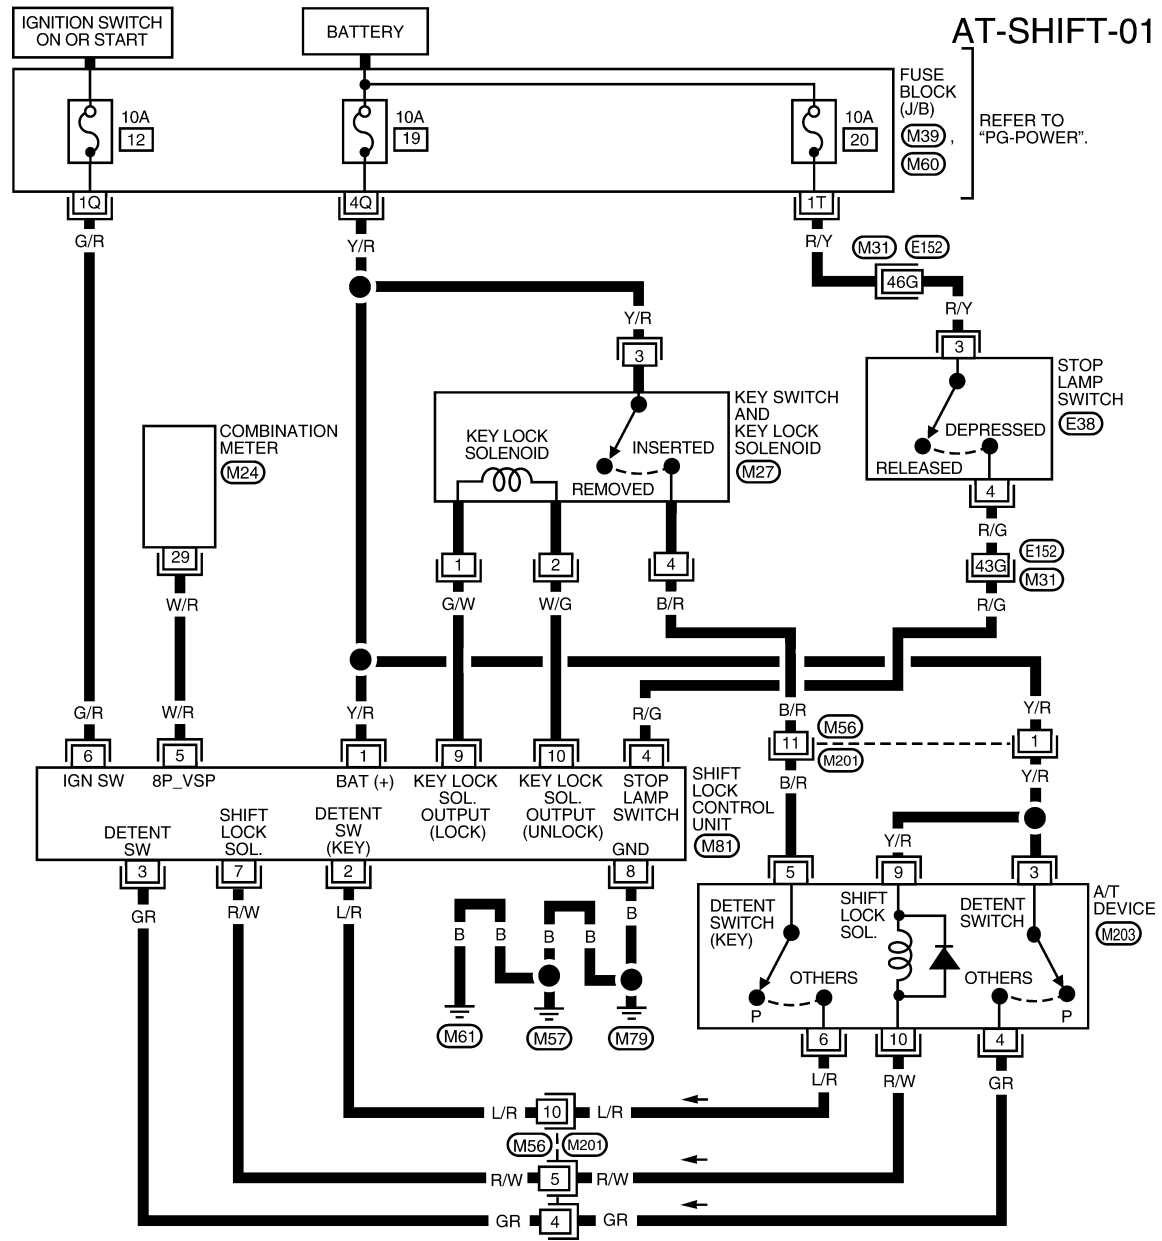 IGNITION SWITCH
ON OR START
BATTERY
AT-SHIFT-01
10A
12
10A
19
10A
20
FUSE
BLOCK
(J/B)
M39 ,
M60
REFER TO
“PG-POWER”.
1Q
4Q
1T
G/R
Y/R
R/Y
M31
E152
46G
R/Y
Y/R
3
3
STOP
LAMP
SWITCH
E38
DEPRESSED
RELEASED
4
KEY SWITCH
AND
KEY LOCK
SOLENOID
M27
KEY LOCK
SOLENOID
INSERTED
REMOVED
COMBINATION
METER
M24
29
1
2
4
R/G
43G
E152
M31
W/R
G/W
W/G
B/R
R/G
G/R
W/R
Y/R
R/G
B/R
Y/R
M56
M201
11
1
6
5
1
9
10
4
B/R
Y/R
IGN SW
8P_VSP
BAT (+)
KEY LOCK
SOL.
OUTPUT
(LOCK)
KEY LOCK
SOL.
OUTPUT
(UNLOCK)
STOP
LAMP
SWITCH
SHIFT
LOCK
CONTROL
UNIT
M81
DETENT
SW
SHIFT
LOCK
SOL.
DETENT
SW
(KEY)
GND
Y/R
3
7
2
8
5
9
3
GR
R/W
L/R
B
B
B
B
B
M61
M57
M79
A/T
DEVICE
M203
DETENT
SWITCH
(KEY)
SHIFT
LOCK
SOL.
DETENT
SWITCH
OTHERS
OTHERS
P
P
6
10
4
L/R
R/W
GR
L/R
10
L/R
M56
M201
R/W
5
R/W
GR
4
GR